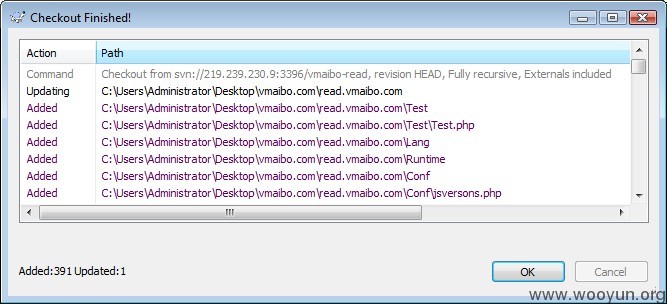 Checkout Finished!
Action Path
Command Checkout from svn://219.239.230.9:3396/vmaibo-read, revision HEAD, Fully recursive, Externals included
Updating C:\Users\Administrator\Desktop\vmaibo.com\read.vmaibo.com
Added C:\Users\Administrator\Desktop\vmaibo.com\read.vmaibo.com\Test
Added C:\Users\Administrator\Desktop\vmaibo.com\read.vmaibo.com\Test\Test.php
Added C:\Users\Administrator\Desktop\vmaibo.com\read.vmaibo.com\Lang
Added C:\Users\Administrator\Desktop\vmaibo.com\read.vmaibo.com\Runtime
Added C:\Users\Administrator\Desktop\vmaibo.com\read.vmaibo.com\Conf
Added C:\Users\Administrator\Desktop\vmaibo.com\read.vmaibo.com\Conf\jsversons.php
Added:391 Updated:1
OK Cancel
www.wooyun.org